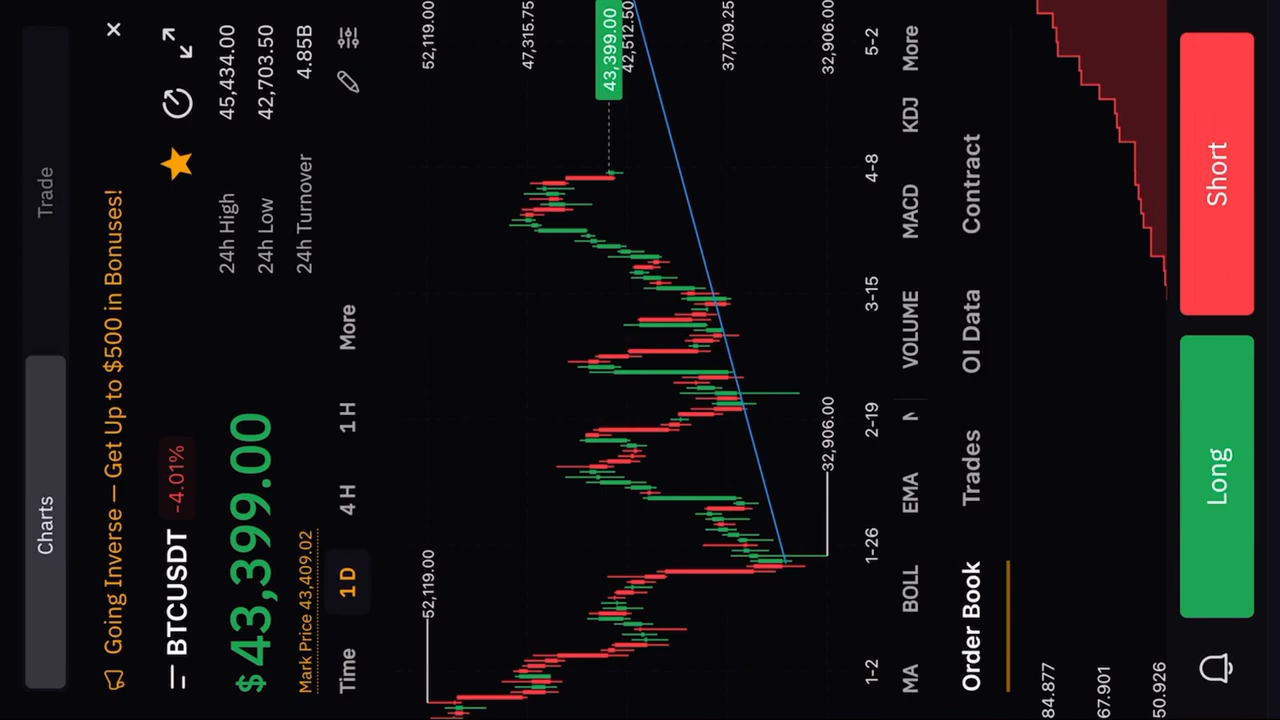 Charts
Trade
Going Inverse — Get Up to $500 in Bonuses!
BTCUSDT -4.01%
$43,399.00
Mark Price 43,409.02
24h High 45,434.00
24h Low 42,703.50
24h Turnover 4.85B
Time 1 D 4 H 1 H More
52,119.00
52,119.00
47,315.75
43,399.00
42,512.50
37,709.25
32,906.00
32,906.00
1-2 1-26 2-19 3-15 4-8 5-2
MA BOLL EMA VOLUME MACD KDJ More
Order Book Trades OI Data Contract
84.877
67.901
50.926
Long Short